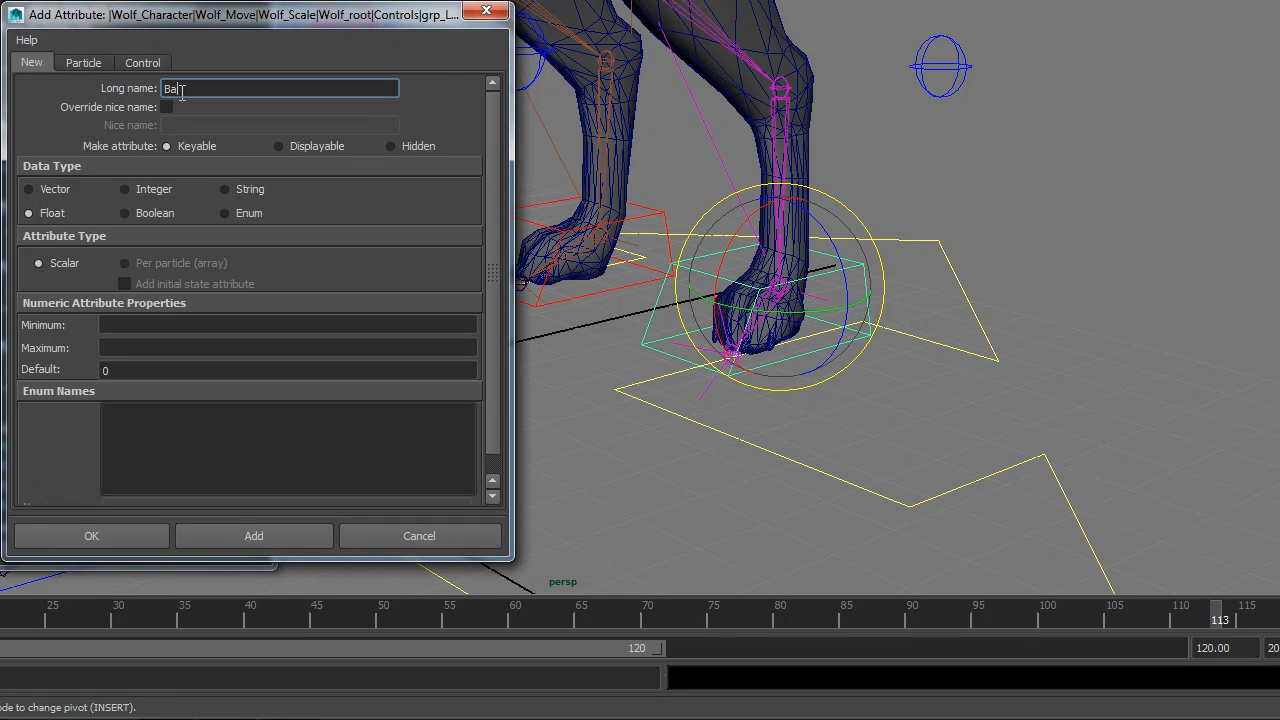 Add Attribute: |Wolf_Character|Wolf_Move|Wolf_Scale|Wolf_root|Controls|grp_L...
Help
New Particle Control
Long name: Ba
Override nice name:
Nice name:
Make attribute: Keyable Displayable Hidden
Data Type
Vector Integer String
Float Boolean Enum
Attribute Type
Scalar Per particle (array)
Add initial state attribute
Numeric Attribute Properties
Minimum:
Maximum:
Default: 0
Enum Names
OK Add Cancel
persp
25 30 35 40 45 50 55 60 65 70 75 80 85 90 95 100 105 110 115
113
120 120.00 20
ode to change pivot (INSERT).